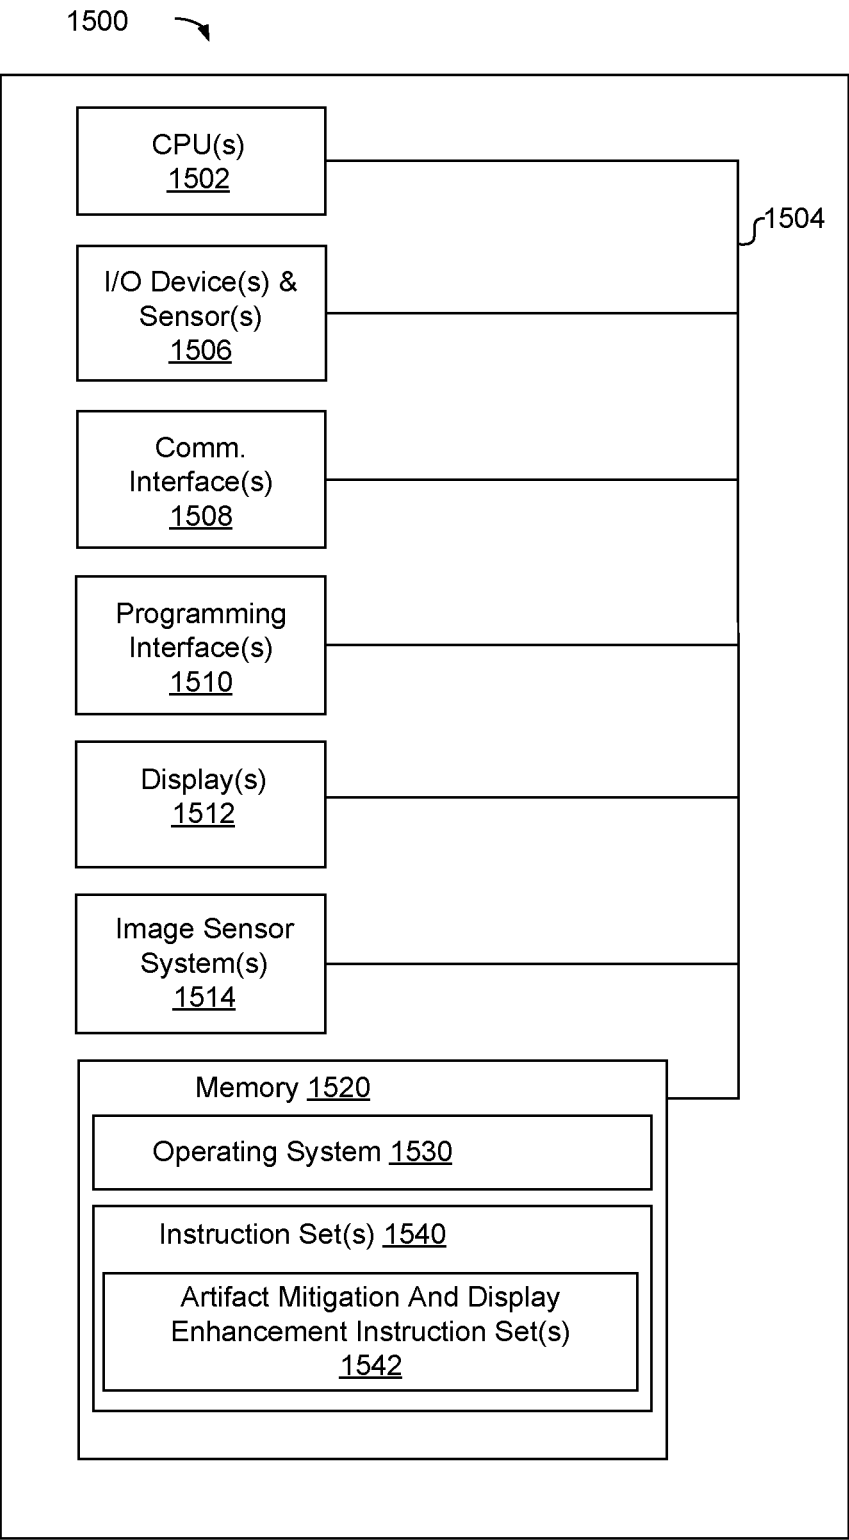 1500
CPU(s)
1502
1504
I/O Device(s) &
Sensor(s)
1506
Comm.
Interface(s)
1508
Programming
Interface(s)
1510
Display(s)
1512
Image Sensor
System(s)
1514
Memory 1520
Operating System 1530
Instruction Set(s) 1540
Artifact Mitigation And Display
Enhancement Instruction Set(s)
1542